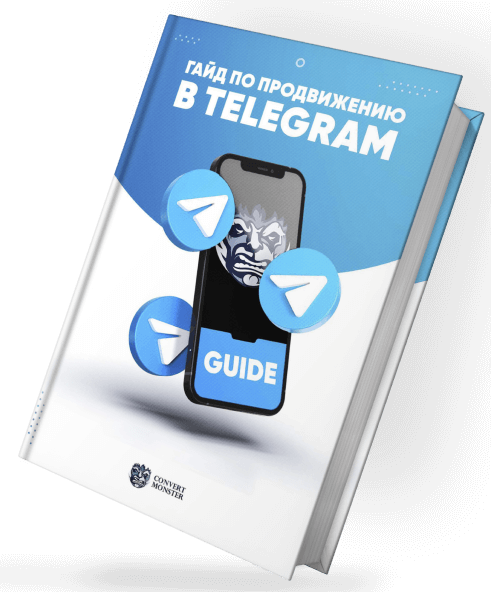 ГАЙД ПО ПРОДВИЖЕНИЮ
В TELEGRAM
GUIDE
CONVERT
MONSTER